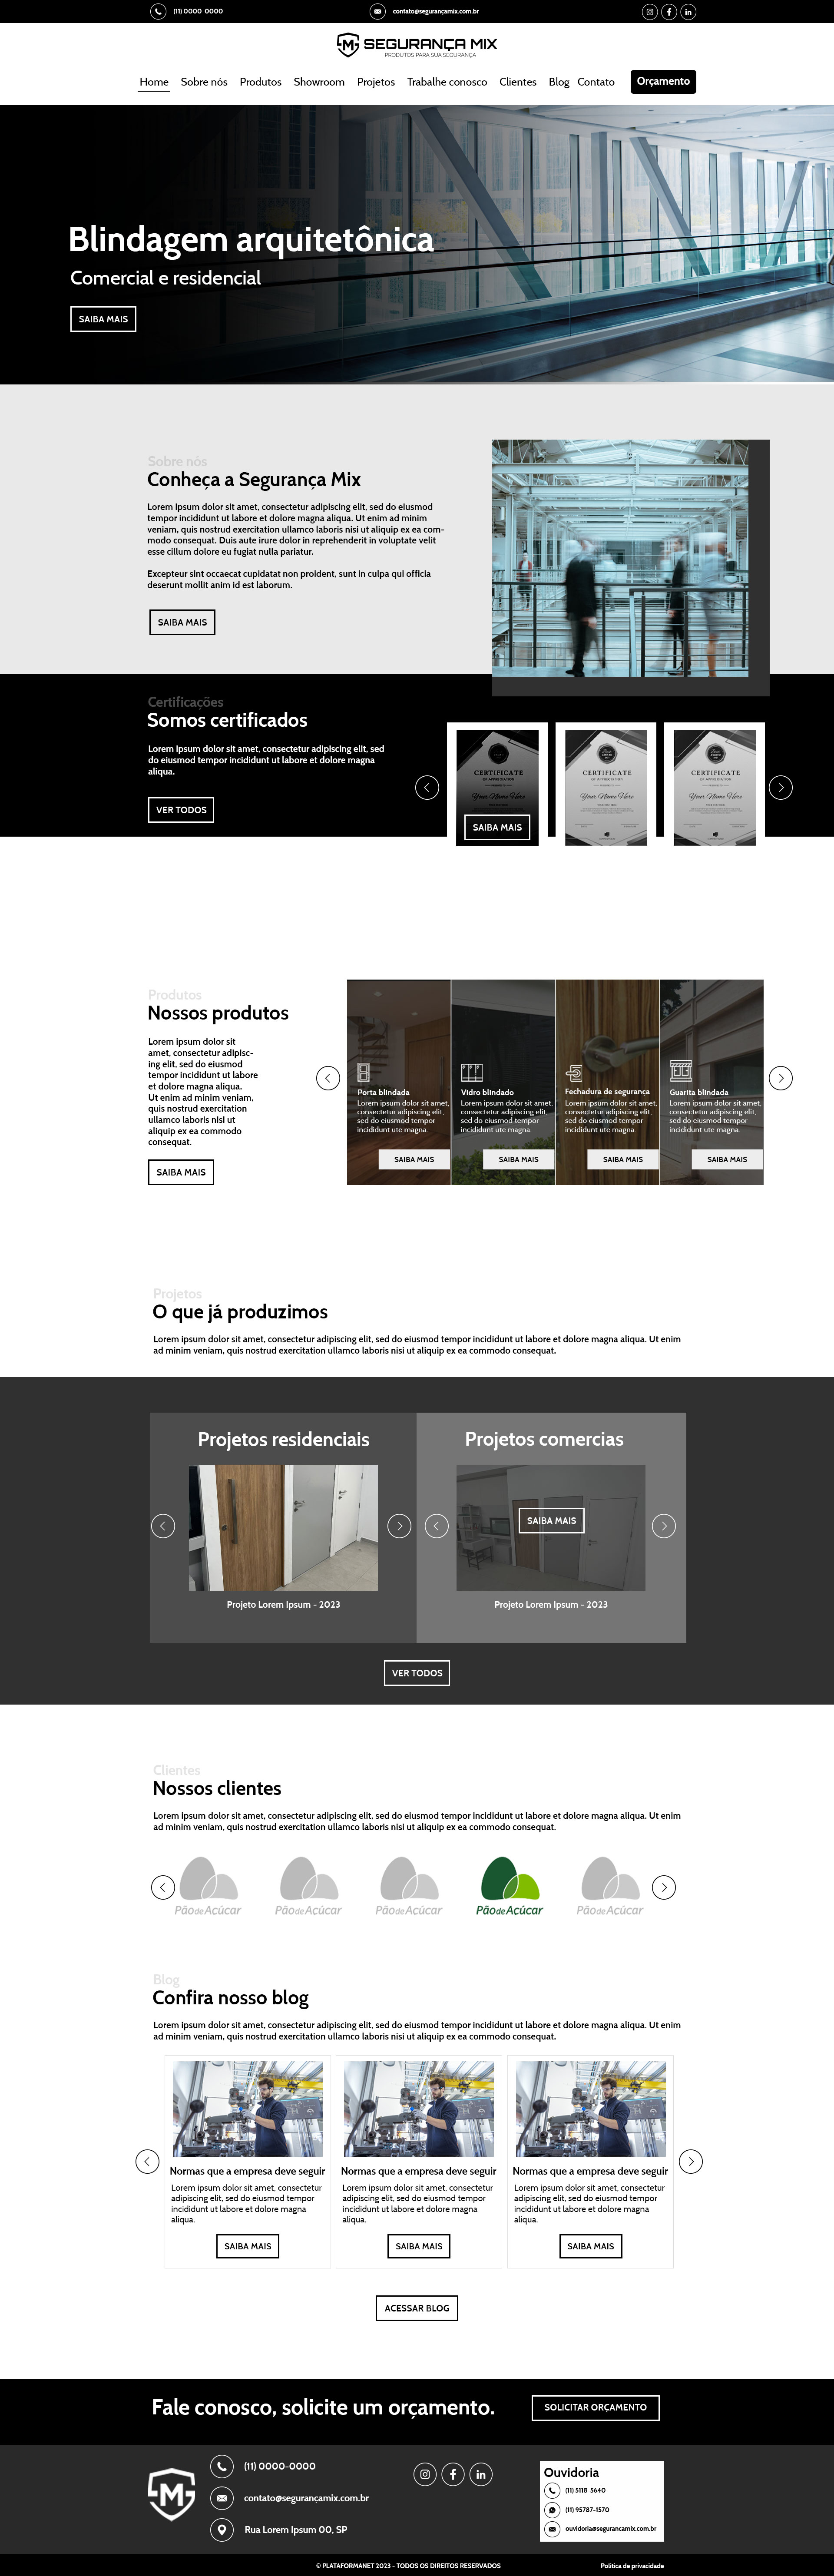 (11) 0000-0000
contato@segurançamix.com.br
in
SEGURANÇA MIX
PRODUTOS PARA SUA SEGURANÇA
Home Sobre nós Produtos Showroom Projetos Trabalhe conosco Clientes Blog Contato Orçamento
Blindagem arquitetônica
Comercial e residencial
SAIBA MAIS
Sobre nós
Conheça a Segurança Mix
Lorem ipsum dolor sit amet, consectetur adipiscing elit, sed do eiusmod
tempor incididunt ut labore et dolore magna aliqua. Ut enim ad minim
veniam, quis nostrud exercitation ullamco laboris nisi ut aliquip ex ea com-
modo consequat. Duis aute irure dolor in reprehenderit in voluptate velit
esse cillum dolore eu fugiat nulla pariatur.
Excepteur sint occaecat cupidatat non proident, sunt in culpa qui officia
deserunt mollit anim id est laborum.
SAIBA MAIS
Certificações
Somos certificados
Lorem ipsum dolor sit amet, consectetur adipiscing elit, sed
do eiusmod tempor incididunt ut labore et dolore magna
aliqua.
VER TODOS
CERTIFICATE
OF APPRECIATION
Your Name Here
SAIBA MAIS
CERTIFICATE
OF APPRECIATION
Your Name Here
CERTIFICATE
OF APPRECIATION
Your Name Here
Produtos
Nossos produtos
Lorem ipsum dolor sit
amet, consectetur adipisc-
ing elit, sed do eiusmod
tempor incididunt ut labore
et dolore magna aliqua.
Ut enim ad minim veniam,
quis nostrud exercitation
ullamco laboris nisi ut
aliquip ex ea commodo
consequat.
SAIBA MAIS
Porta blindada
Lorem ipsum dolor sit amet,
consectetur adipiscing elit,
sed do eiusmod tempor
incididunt ute magna.
SAIBA MAIS
Vidro blindado
Lorem ipsum dolor sit amet,
consectetur adipiscing elit,
sed do eiusmod tempor
incididunt ute magna.
SAIBA MAIS
Fechadura de segurança
Lorem ipsum dolor sit amet,
consectetur adipiscing elit,
sed do eiusmod tempor
incididunt ute magna.
SAIBA MAIS
Guarita blindada
Lorem ipsum dolor sit amet,
consectetur adipiscing elit,
sed do eiusmod tempor
incididunt ute magna.
SAIBA MAIS
Projetos
O que já produzimos
Lorem ipsum dolor sit amet, consectetur adipiscing elit, sed do eiusmod tempor incididunt ut labore et dolore magna aliqua. Ut enim
ad minim veniam, quis nostrud exercitation ullamco laboris nisi ut aliquip ex ea commodo consequat.
Projetos residenciais
Projeto Lorem Ipsum - 2023
Projetos comercias
SAIBA MAIS
Projeto Lorem Ipsum - 2023
VER TODOS
Clientes
Nossos clientes
Lorem ipsum dolor sit amet, consectetur adipiscing elit, sed do eiusmod tempor incididunt ut labore et dolore magna aliqua. Ut enim
ad minim veniam, quis nostrud exercitation ullamco laboris nisi ut aliquip ex ea commodo consequat.
PãodeAçúcar PãodeAçúcar PãodeAçúcar PãodeAçúcar PãodeAçúcar
Blog
Confira nosso blog
Lorem ipsum dolor sit amet, consectetur adipiscing elit, sed do eiusmod tempor incididunt ut labore et dolore magna aliqua. Ut enim
ad minim veniam, quis nostrud exercitation ullamco laboris nisi ut aliquip ex ea commodo consequat.
Normas que a empresa deve seguir
Lorem ipsum dolor sit amet, consectetur
adipiscing elit, sed do eiusmod tempor
incididunt ut labore et dolore magna
aliqua.
SAIBA MAIS
Normas que a empresa deve seguir
Lorem ipsum dolor sit amet, consectetur
adipiscing elit, sed do eiusmod tempor
incididunt ut labore et dolore magna
aliqua.
SAIBA MAIS
Normas que a empresa deve seguir
Lorem ipsum dolor sit amet, consectetur
adipiscing elit, sed do eiusmod tempor
incididunt ut labore et dolore magna
aliqua.
SAIBA MAIS
ACESSAR BLOG
Fale conosco, solicite um orçamento.
SOLICITAR ORÇAMENTO
(11) 0000-0000
contato@segurançamix.com.br
Rua Lorem Ipsum 00, SP
in
Ouvidoria
(11) 5118-5640
(11) 95787-1570
ouvidoria@segurancamix.com.br
© PLATAFORMANET 2023 - TODOS OS DIREITOS RESERVADOS
Política de privacidade